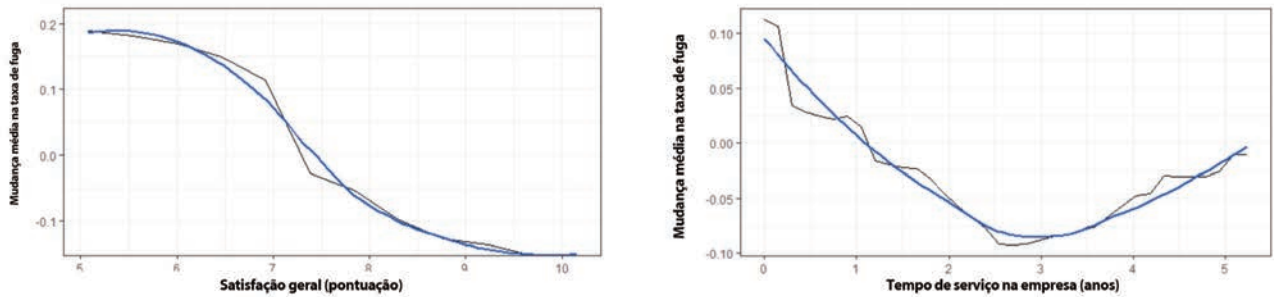 Mudança média na taxa de fuga
0.2
0.1
0.0
-0.1
5 6 7 8 9 10
Satisfação geral (pontuação)
Mudança média na taxa de fuga
0.10
0.05
0.00
-0.05
-0.10
0 1 2 3 4 5
Tempo de serviço na empresa (anos)